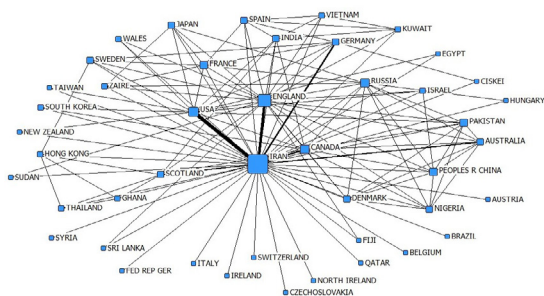 VIETNAM
SPAIN
JAPAN
KUWAIT
WALES
INDIA
GERMANY
EGYPT
SWEDEN
FRANCE
RUSSIA
CISKEI
TAIWAN
ZAIRE
ISRAEL
ENGLAND
HUNGARY
SOUTH KOREA
USA
PAKISTAN
NEW ZEALAND
AUSTRALIA
CANADA
HONG KONG
IRAN
SUDAN
SCOTLAND
PEOPLES R CHINA
GHANA
DENMARK
AUSTRIA
THAILAND
NIGERIA
SYRIA
FIJI
BRAZIL
SRI LANKA
BELGIUM
SWITZERLAND
ITALY
QATAR
FED REP GER
IRELAND
NORTH IRELAND
CZECHOSLOVAKIA